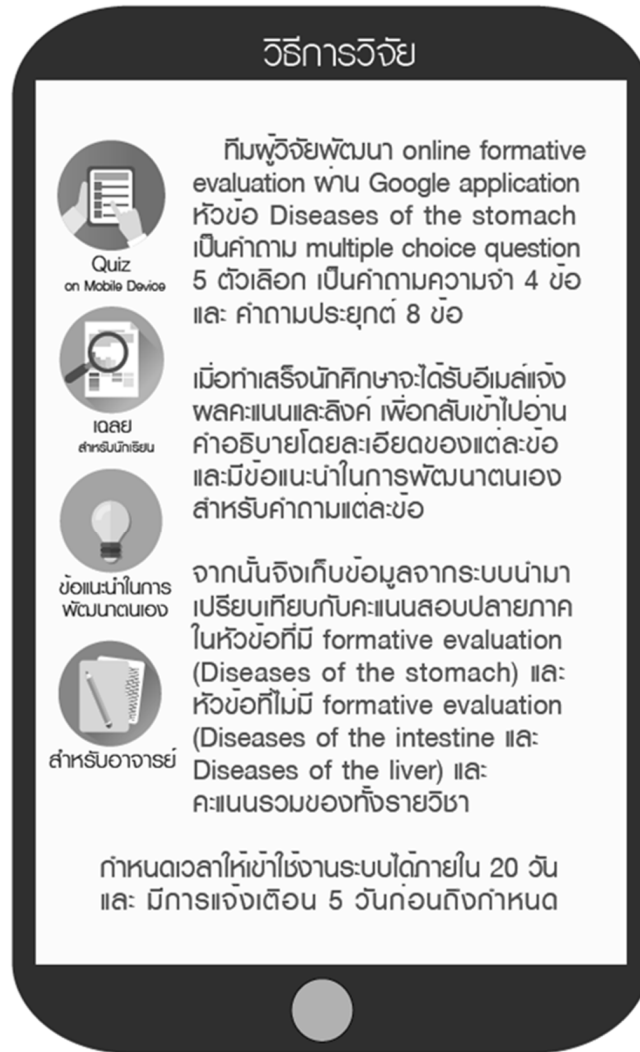 วิธีการวิจัย
ทีมผู้วิจัยพัฒนา online formative
evaluation ผ่าน Google application
หัวข้อ Diseases of the stomach
เป็นคำถาม multiple choice question
5 ตัวเลือก เป็นคำถามความจำ 4 ข้อ
และ คำถามประยุกต์ 8 ข้อ
Quiz
on Mobile Device
เมื่อทำเสร็จนักศึกษาจะได้รับอีเมล์แจ้ง
ผลคะแนนและลิงค์ เพื่อกลับเข้าไปอ่าน
คำอธิบายโดยละเอียดของแต่ละข้อ
และมีข้อแนะนำในการพัฒนาตนเอง
สำหรับคำถามแต่ละข้อ
เฉลย
สำหรับนักเรียน
ข้อแนะนำในการ
พัฒนาตนเอง
จากนั้นจึงเก็บข้อมูลจากระบบนำมา
เปรียบเทียบกับคะแนนสอบปลายภาค
ในหัวข้อที่มี formative evaluation
(Diseases of the stomach) และ
หัวข้อที่ไม่มี formative evaluation
(Diseases of the intestine และ
Diseases of the liver) และ
คะแนนรวมของทั้งรายวิชา
สำหรับอาจารย์
กำหนดเวลาให้เข้าใช้งานระบบได้ภายใน 20 วัน
และ มีการแจ้งเตือน 5 วันก่อนถึงกำหนด